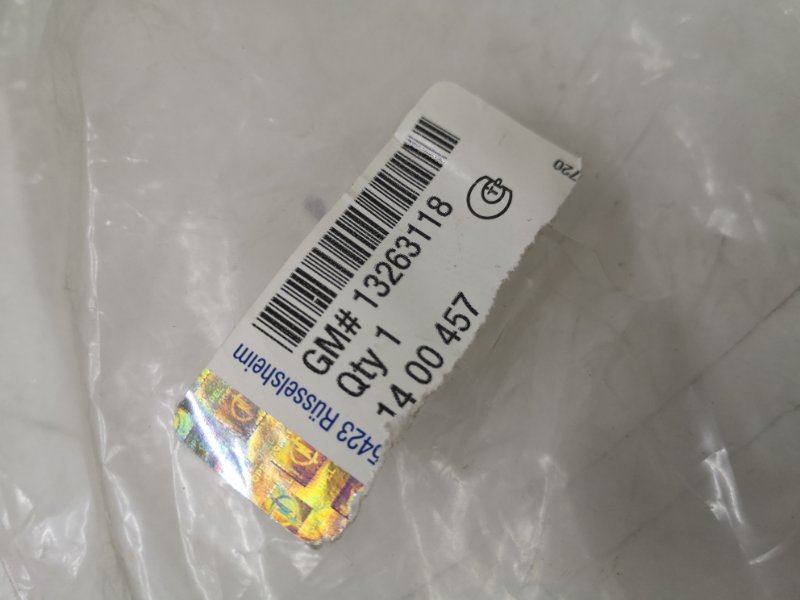 GM# 13263118
Qty 1
14 00 457
5423 Rüsselsheim
720